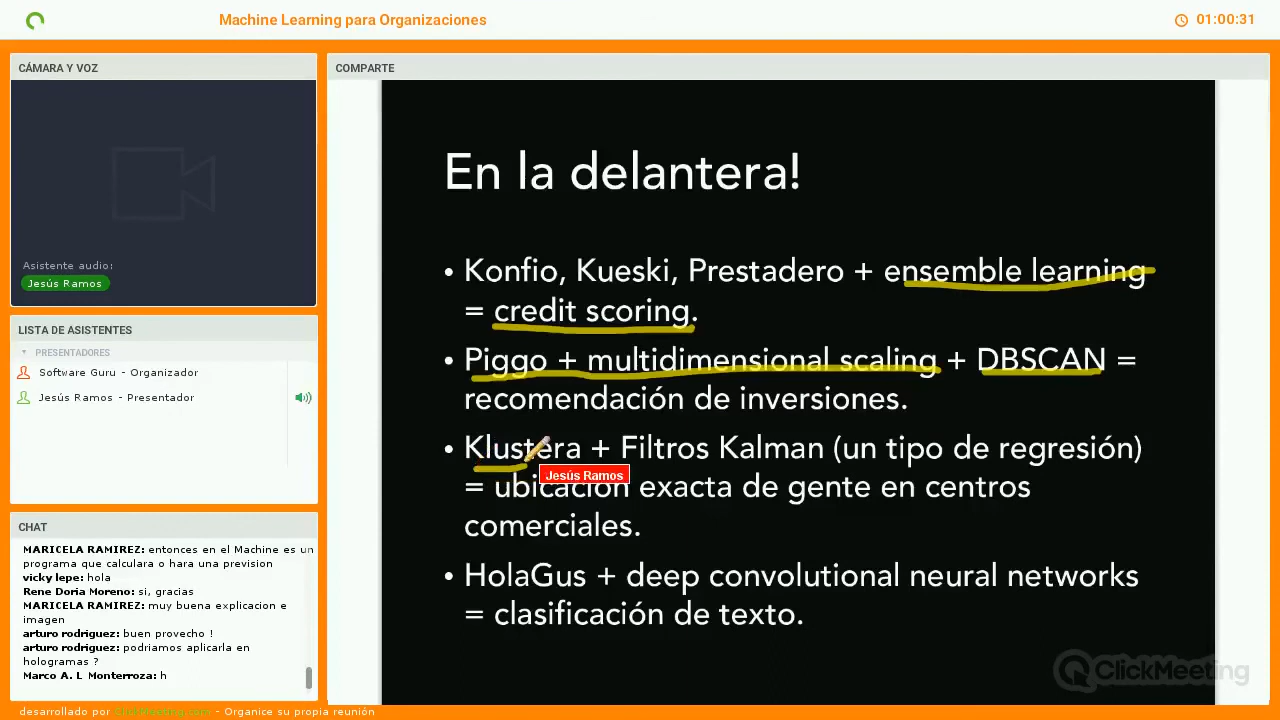 Machine Learning para Organizaciones
01:00:31
CÁMARA Y VOZ
Asistente audio:
Jesús Ramos
LISTA DE ASISTENTES
PRESENTADORES
Software Guru - Organizador
Jesús Ramos - Presentador
CHAT
MARICELA RAMIREZ: entonces en el Machine es un
programa que calculara o hara una prevision
vicky lepe: hola
Rene Doria Moreno: si, gracias
MARICELA RAMIREZ: muy buena explicacion e
imagen
arturo rodriguez: buen provecho !
arturo rodriguez: podriamos aplicarla en
hologramas ?
Marco A. L Monterroza: h
COMPARTE
En la delantera!
• Konfio, Kueski, Prestadero + ensemble learning
= credit scoring.
• Piggo + multidimensional scaling + DBSCAN =
recomendación de inversiones.
• Klustera + Filtros Kalman (un tipo de regresión)
Jesús Ramos
= ubicación exacta de gente en centros
comerciales.
• HolaGus + deep convolutional neural networks
= clasificación de texto.
ClickMeeting
desarrollado por ClickMeeting.com - Organice su propia reunión